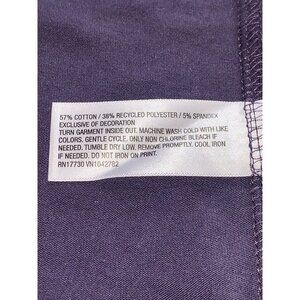 57% COTTON / 38% RECYCLED POLYESTER / 5% SPANDEX
EXCLUSIVE OF DECORATION
TURN GARMENT INSIDE OUT. MACHINE WASH COLD WITH LIKE
COLORS. GENTLE CYCLE. ONLY NON CHLORINE BLEACH IF
NEEDED. TUMBLE DRY LOW. REMOVE PROMPTLY. COOL IRON
IF NEEDED. DO NOT IRON ON PRINT.
RN17730 VN1042782